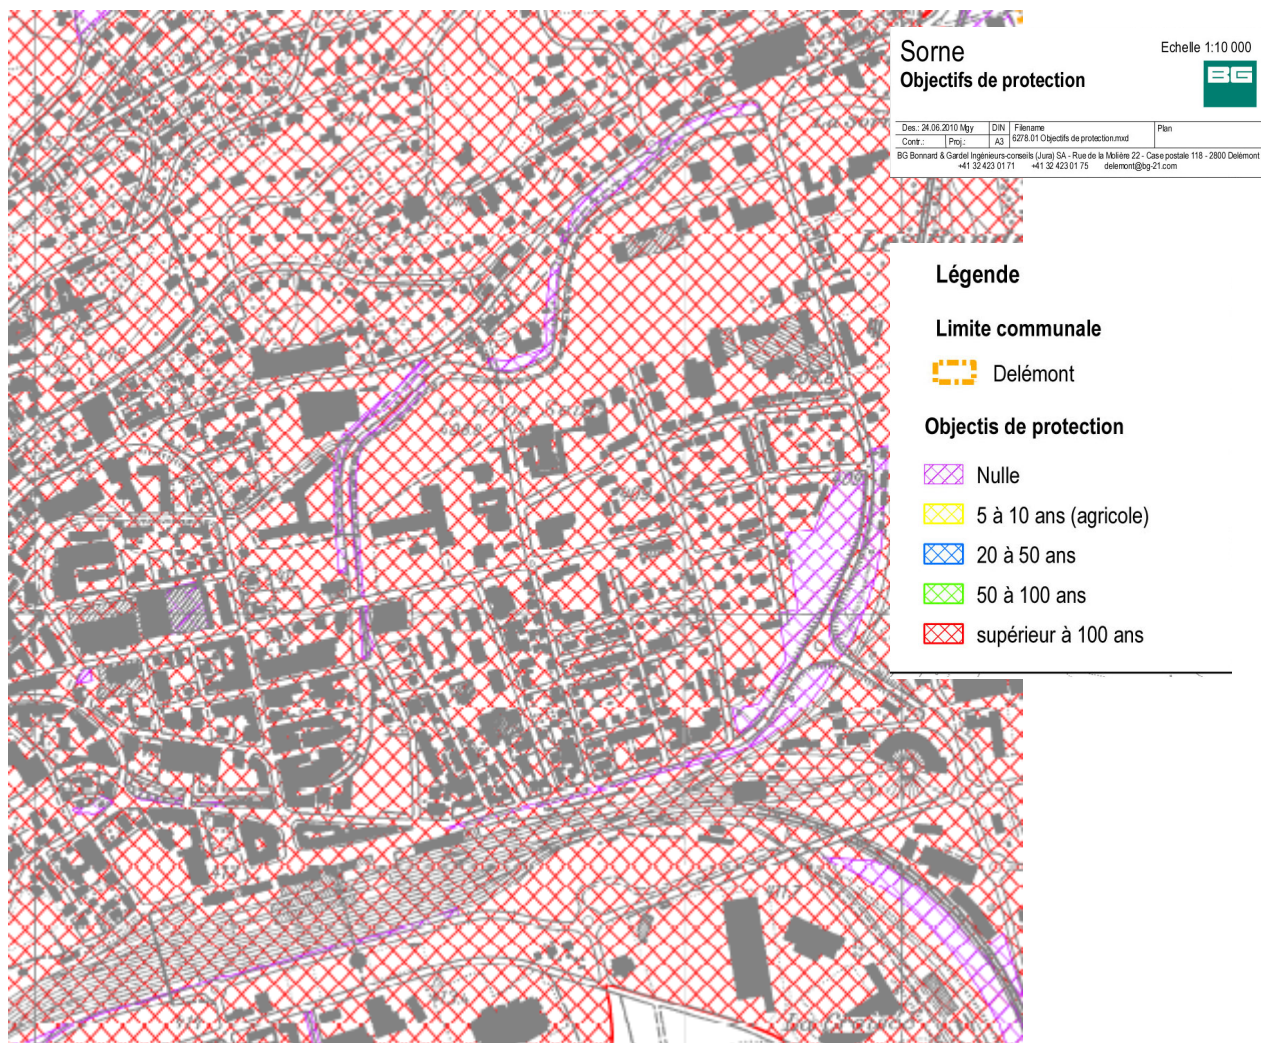 Sorne
Echelle 1:10 000
Objectifs de protection
BG
Des.: 24.06.2010 Mgy DIN Filename Plan
Contr.: Proj.: A3 6278.01 Objectifs de protection.mxd
BG Bonnard & Gardel Ingénieurs-conseils (Jura) SA - Rue de la Molière 22 - Case postale 118 - 2800 Delémont
+41 32 423 01 71 +41 32 423 01 75 delemont@bg-21.com
Légende
Limite communale
Delémont
Objectis de protection
Nulle
5 à 10 ans (agricole)
20 à 50 ans
50 à 100 ans
supérieur à 100 ans